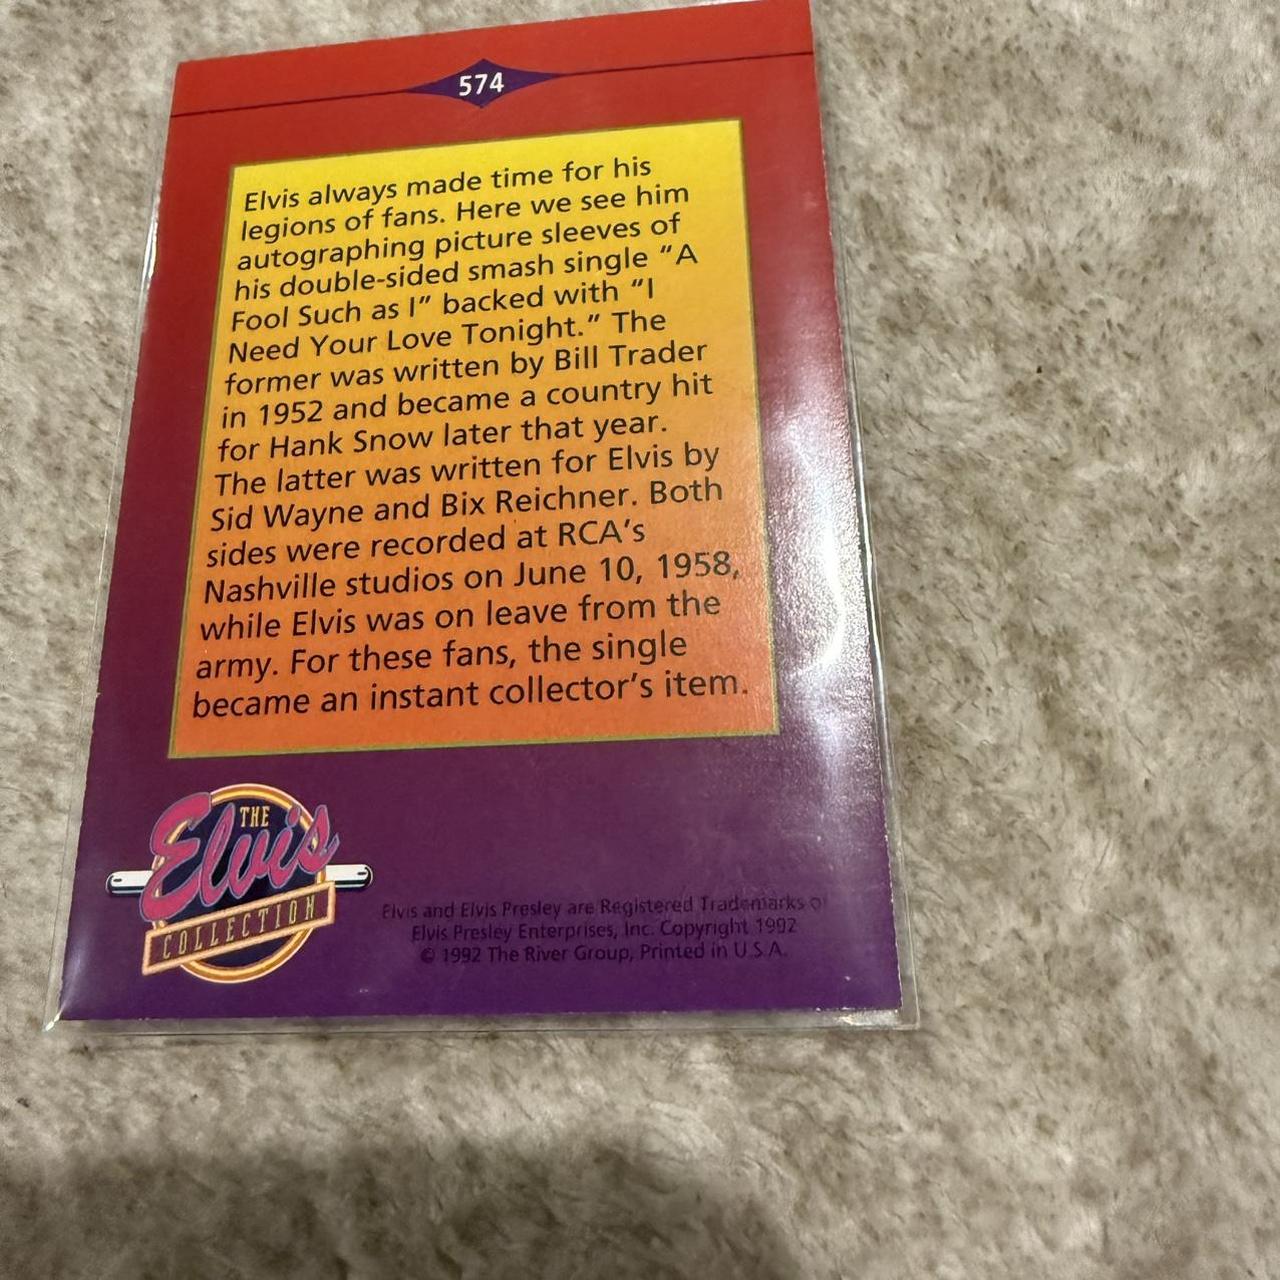 574
Elvis always made time for his
legions of fans. Here we see him
autographing picture sleeves of
his double-sided smash single "A
Fool Such as I" backed with "I
Need Your Love Tonight." The
former was written by Bill Trader
in 1952 and became a country hit
for Hank Snow later that year.
The latter was written for Elvis by
Sid Wayne and Bix Reichner. Both
sides were recorded at RCA's
Nashville studios on June 10, 1958,
while Elvis was on leave from the
army. For these fans, the single
became an instant collector's item.
THE
Elvis
COLLECTION
Elvis and Elvis Presley are Registered Trademarks of
Elvis Presley Enterprises, Inc. Copyright 1992
© 1992 The River Group, Printed in U.S.A.